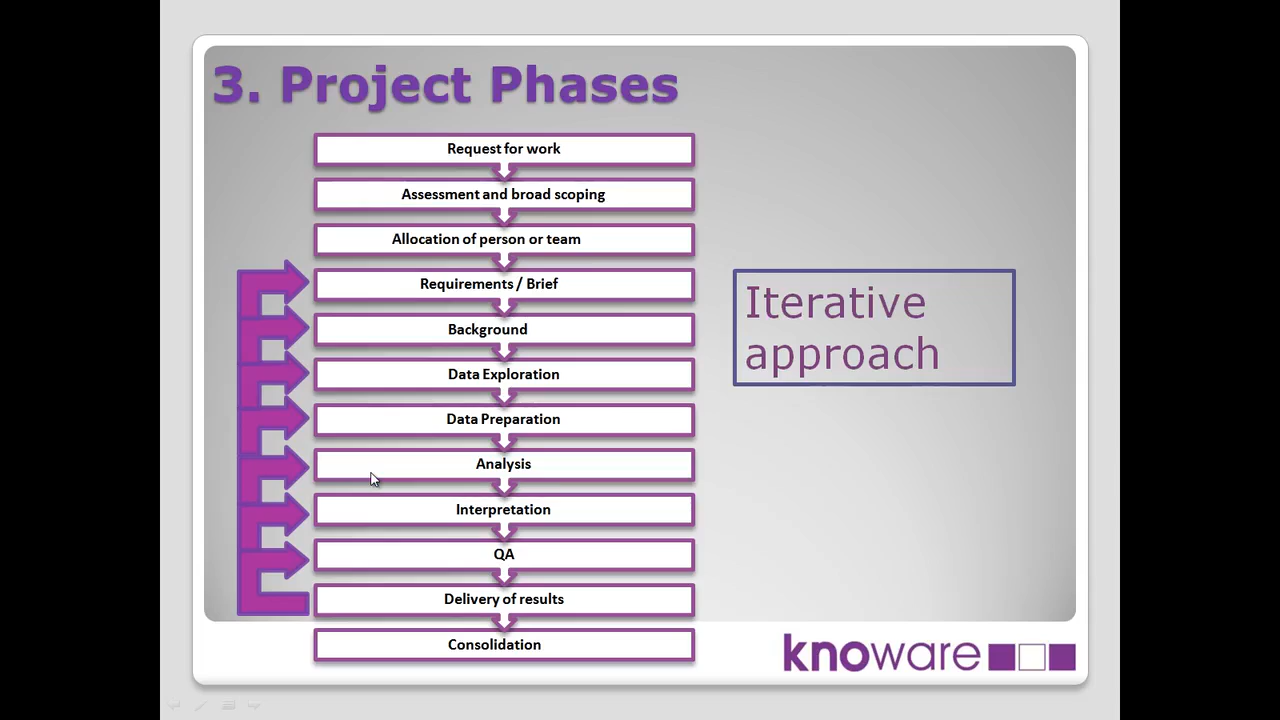 3. Project Phases
Request for work
Assessment and broad scoping
Allocation of person or team
Requirements / Brief
Background
Data Exploration
Data Preparation
Analysis
Interpretation
QA
Delivery of results
Consolidation
Iterative
approach
knoware